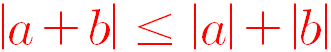 |a + b| ≤ |a| + |b|